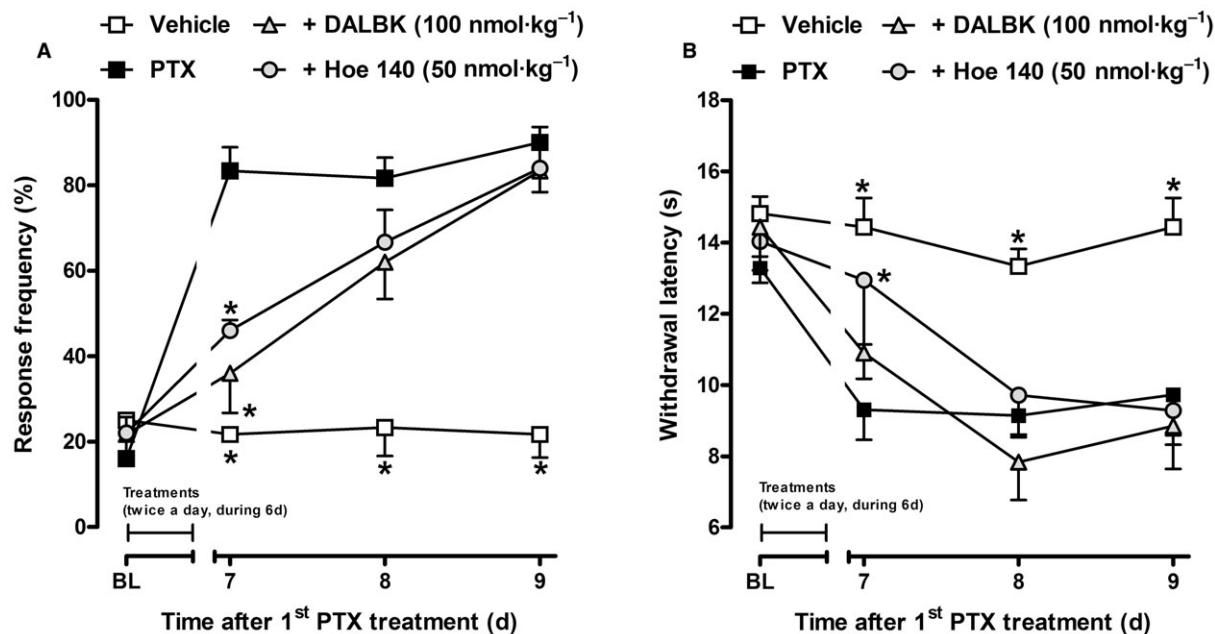 A
Vehicle
+ DALBK (100 nmol·kg⁻¹)
PTX
+ Hoe 140 (50 nmol·kg⁻¹)
Response frequency (%)
100
80
60
40
20
0
*
*
*
*
*
Treatments
(twice a day, during 6d)
BL
7
8
9
Time after 1ˢᵗ PTX treatment (d)
B
Vehicle
+ DALBK (100 nmol·kg⁻¹)
PTX
+ Hoe 140 (50 nmol·kg⁻¹)
Withdrawal latency (s)
18
16
14
12
10
8
6
*
*
*
*
Treatments
(twice a day, during 6d)
BL
7
8
9
Time after 1ˢᵗ PTX treatment (d)